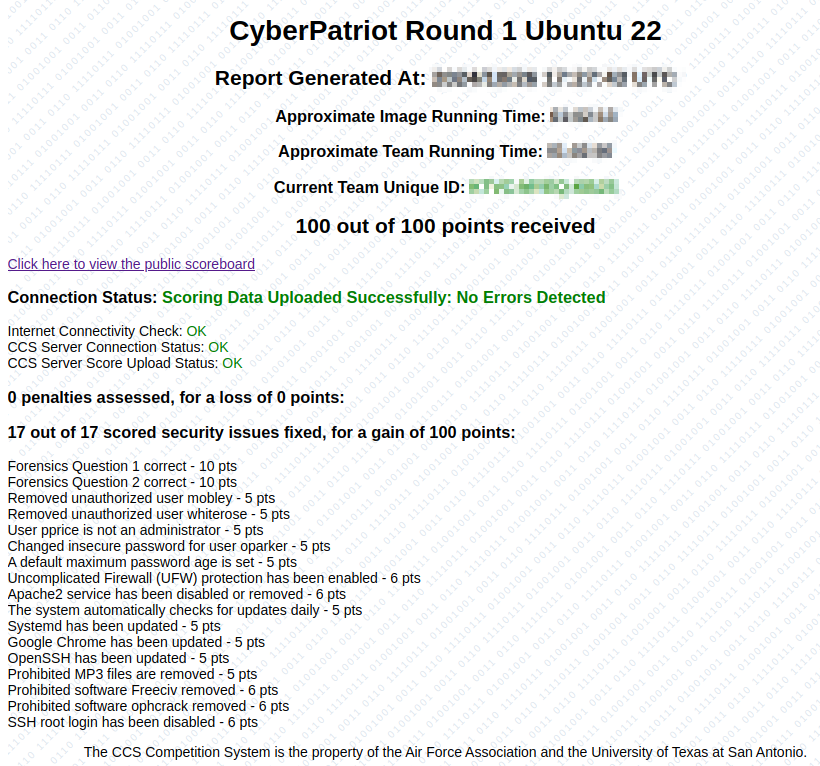 CyberPatriot Round 1 Ubuntu 22
Report Generated At:
Approximate Image Running Time:
Approximate Team Running Time:
Current Team Unique ID:
100 out of 100 points received
Click here to view the public scoreboard
Connection Status: Scoring Data Uploaded Successfully: No Errors Detected
Internet Connectivity Check: OK
CCS Server Connection Status: OK
CCS Server Score Upload Status: OK
0 penalties assessed, for a loss of 0 points:
17 out of 17 scored security issues fixed, for a gain of 100 points:
Forensics Question 1 correct - 10 pts
Forensics Question 2 correct - 10 pts
Removed unauthorized user mobley - 5 pts
Removed unauthorized user whiterose - 5 pts
User pprice is not an administrator - 5 pts
Changed insecure password for user oparker - 5 pts
A default maximum password age is set - 5 pts
Uncomplicated Firewall (UFW) protection has been enabled - 6 pts
Apache2 service has been disabled or removed - 6 pts
The system automatically checks for updates daily - 5 pts
Systemd has been updated - 5 pts
Google Chrome has been updated - 5 pts
OpenSSH has been updated - 5 pts
Prohibited MP3 files are removed - 5 pts
Prohibited software Freeciv removed - 6 pts
Prohibited software ophcrack removed - 6 pts
SSH root login has been disabled - 6 pts
The CCS Competition System is the property of the Air Force Association and the University of Texas at San Antonio.